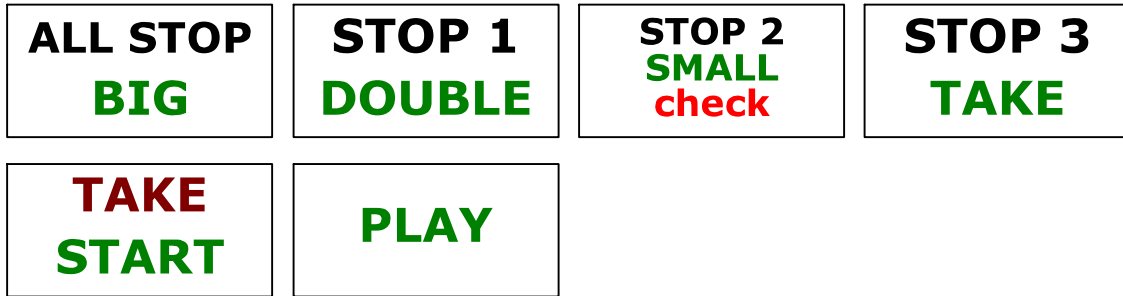 ALL STOP
BIG
STOP 1
DOUBLE
STOP 2
SMALL
check
STOP 3
TAKE
TAKE
START
PLAY